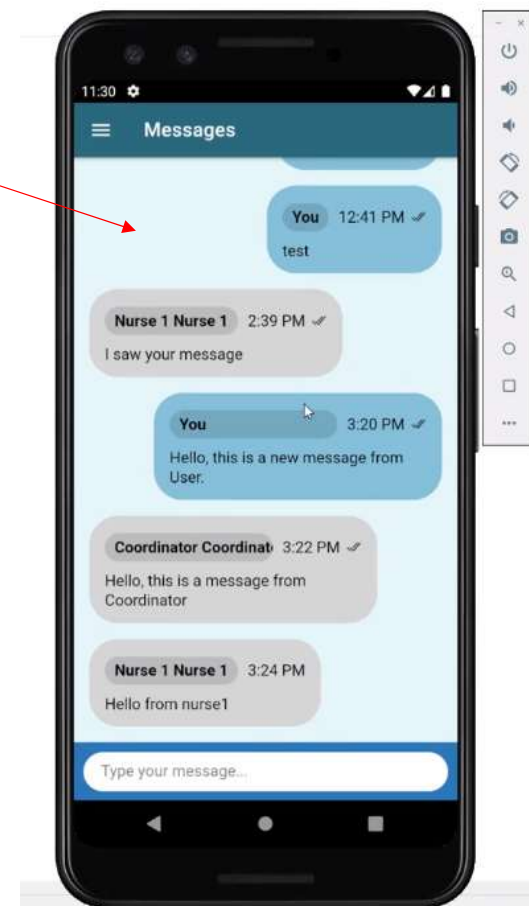 11:30
Messages
You 12:41 PM
test
Nurse 1 Nurse 1 2:39 PM
I saw your message
You 3:20 PM
Hello, this is a new message from
User.
Coordinator Coordinat 3:22 PM
Hello, this is a message from
Coordinator
Nurse 1 Nurse 1 3:24 PM
Hello from nurse1
Type your message...